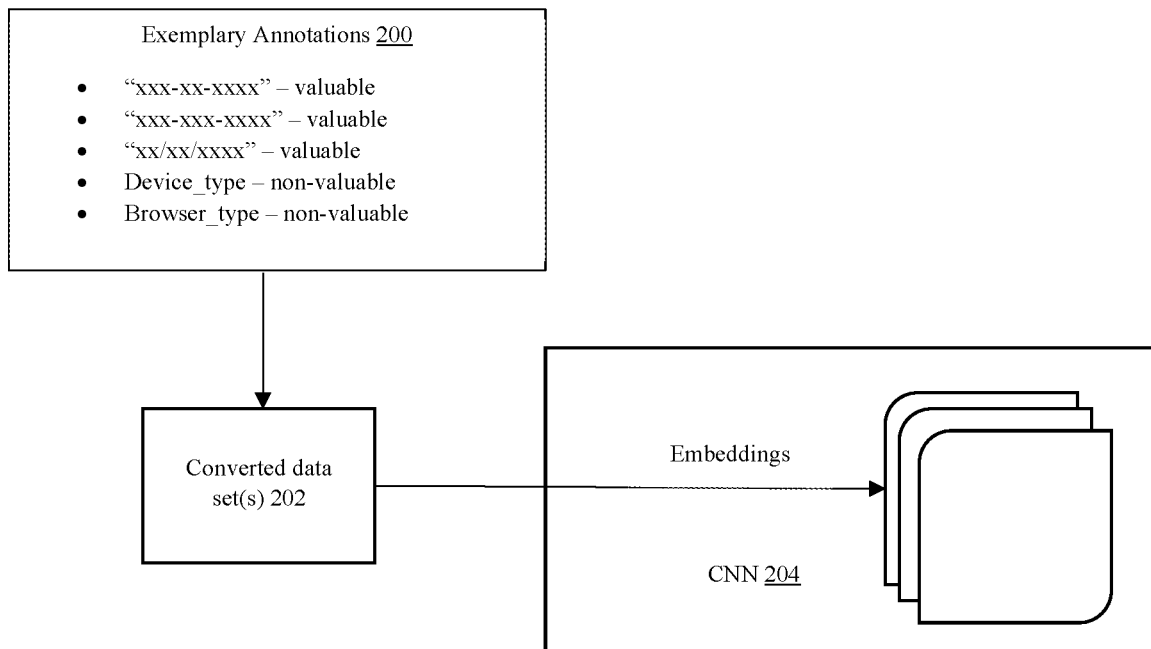 Exemplary Annotations 200
• “xxx-xx-xxxx” – valuable
• “xxx-xxx-xxxx” – valuable
• “xx/xx/xxxx” – valuable
• Device_type – non-valuable
• Browser_type – non-valuable
Converted data
set(s) 202
Embeddings
CNN 204